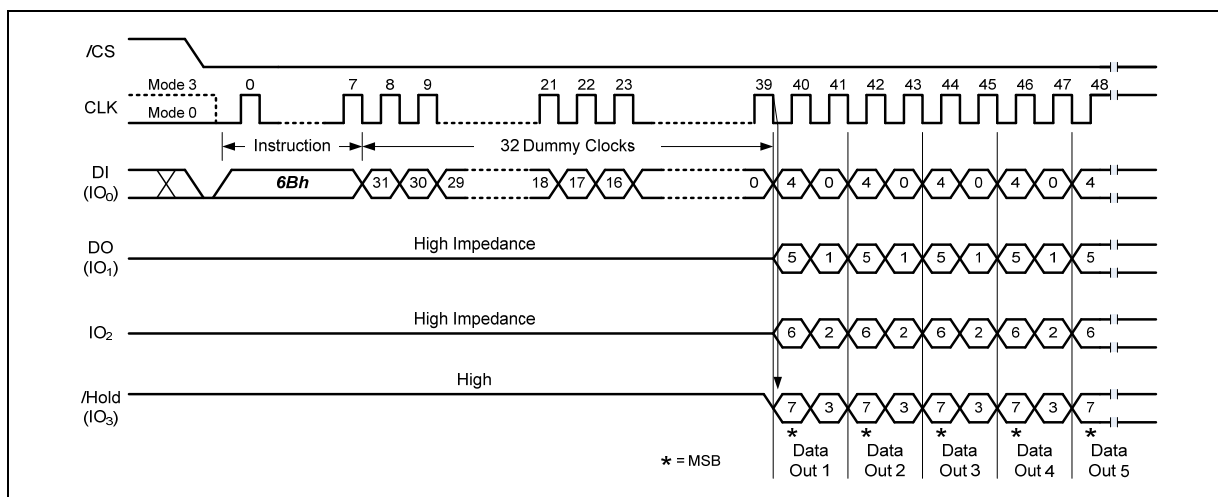 /CS
Mode 3 0 7 8 9 21 22 23 39 40 41 42 43 44 45 46 47 48
CLK
Mode 0
Instruction 32 Dummy Clocks
DI
(IO₀)
6Bh 31 30 29 18 17 16 0 4 0 4 0 4 0 4 0 4
High Impedance
DO
(IO₁)
5 1 5 1 5 1 5 1 5
High Impedance
IO₂
6 2 6 2 6 2 6 2 6
High
/Hold
(IO₃)
7 3 7 3 7 3 7 3 7
* * * * *
* = MSB
Data Out 1
Data Out 2
Data Out 3
Data Out 4
Data Out 5